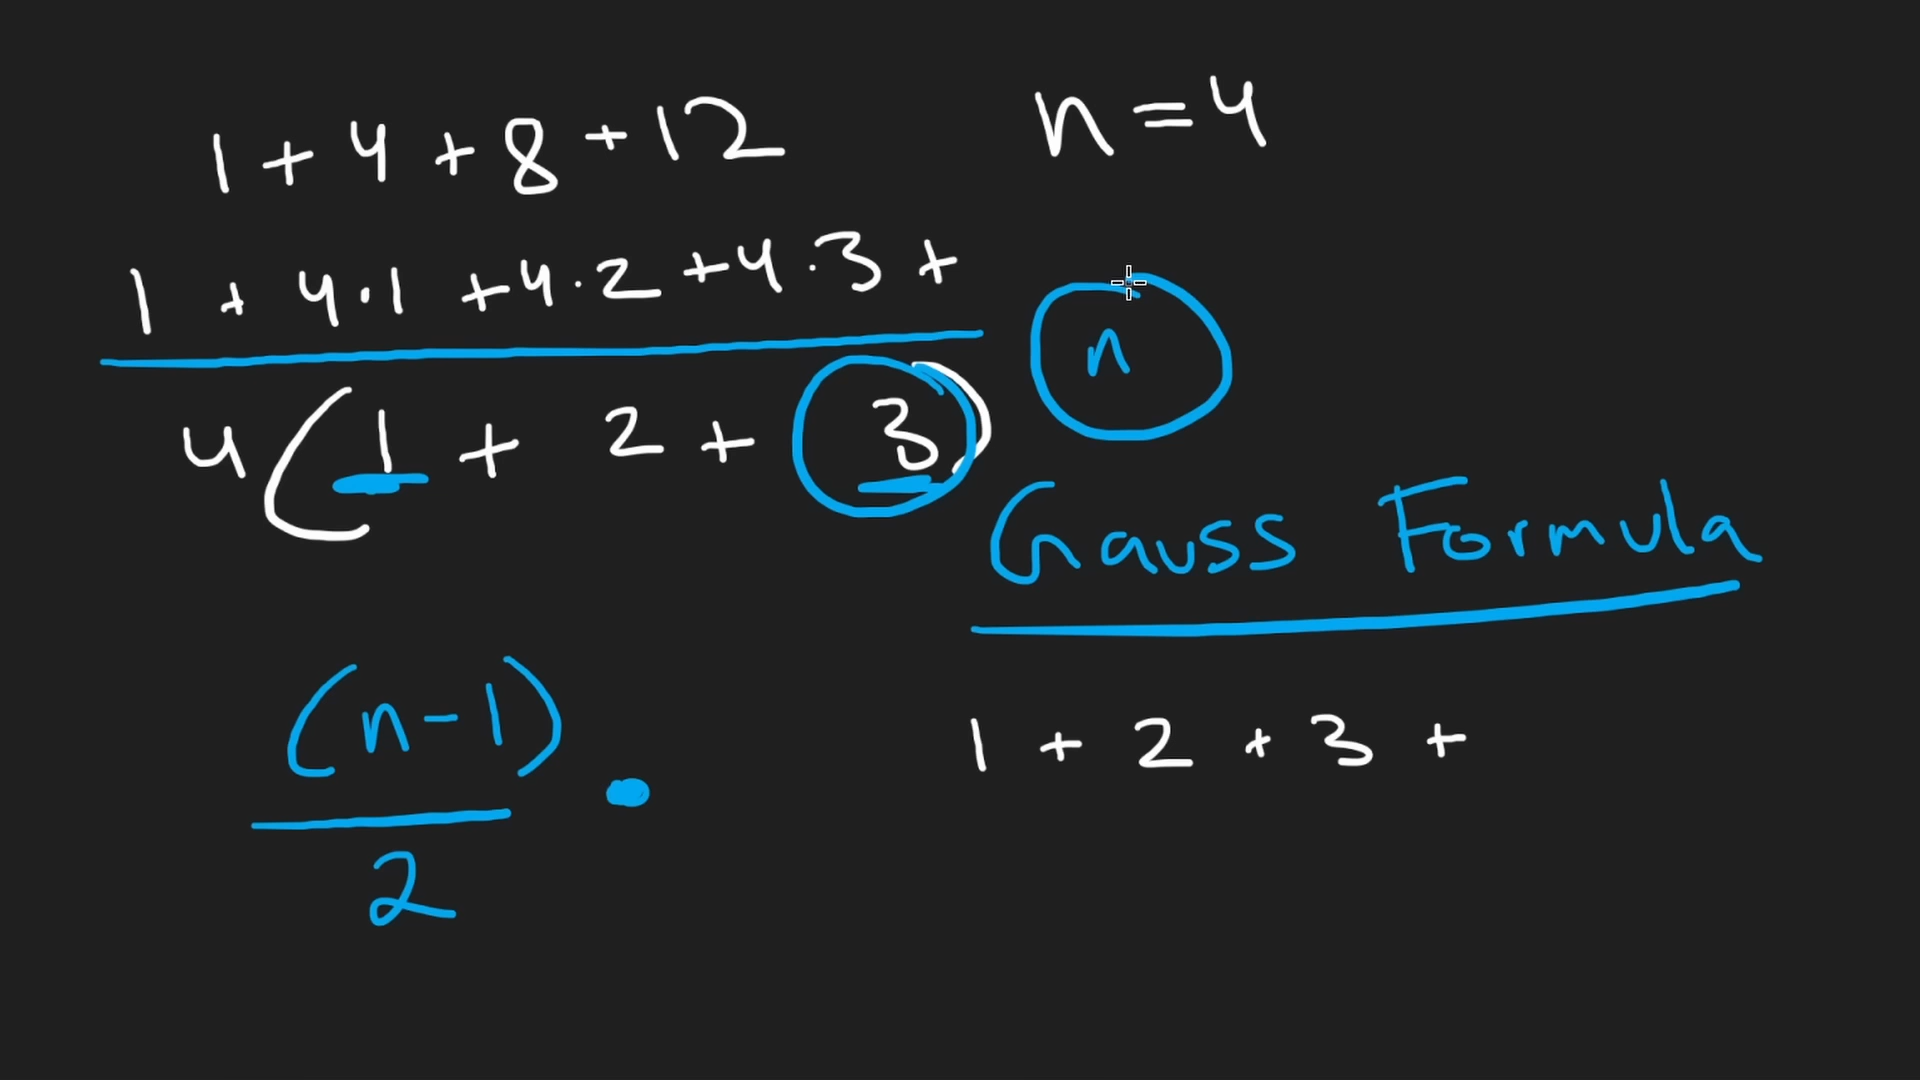 1 + 4 + 8 + 12
n = 4
1 + 4·1 + 4·2 + 4·3 +
n
4(1 + 2 + 3)
Gauss Formula
(n-1)
2
·
1 + 2 + 3 +